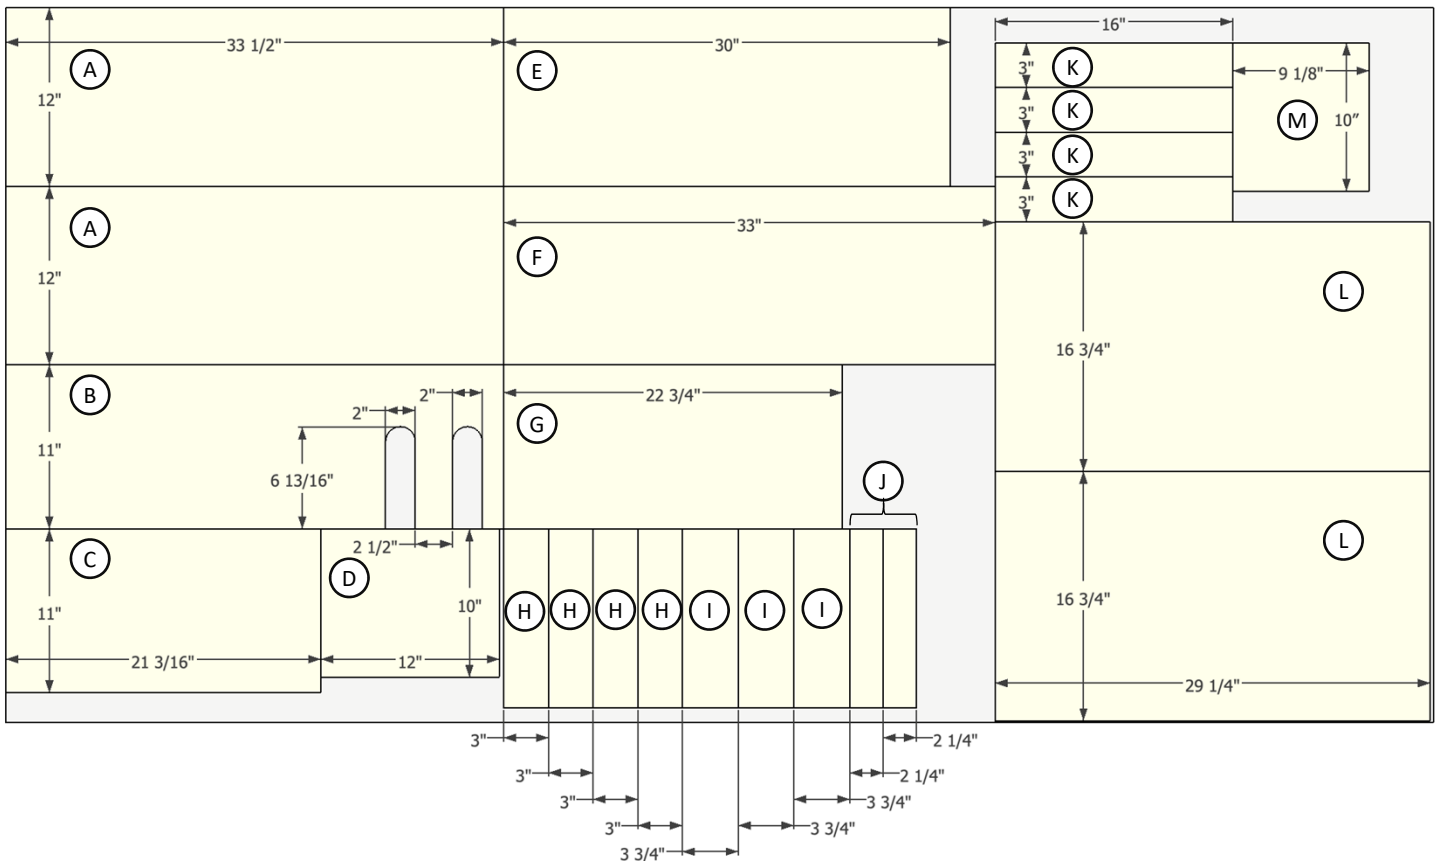 16"
33 1/2"
30"
A
E
3"
K
9 1/8"
12"
3"
K
M
10"
3"
K
3"
K
A
33"
F
12"
L
16 3/4"
B
2"
22 3/4"
2"
G
11"
6 13/16"
J
2 1/2"
C
D
L
11"
10"
H
H
H
H
I
I
I
16 3/4"
21 3/16"
12"
29 1/4"
3"
2 1/4"
3"
2 1/4"
3"
3 3/4"
3"
3 3/4"
3 3/4"